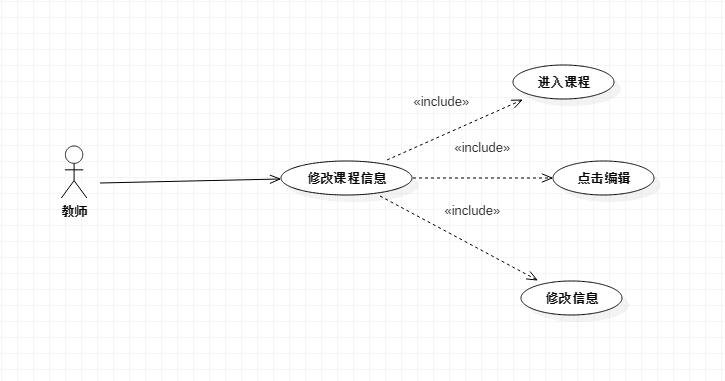 进入课程
«include»
«include»
教师
修改课程信息
点击编辑
«include»
修改信息